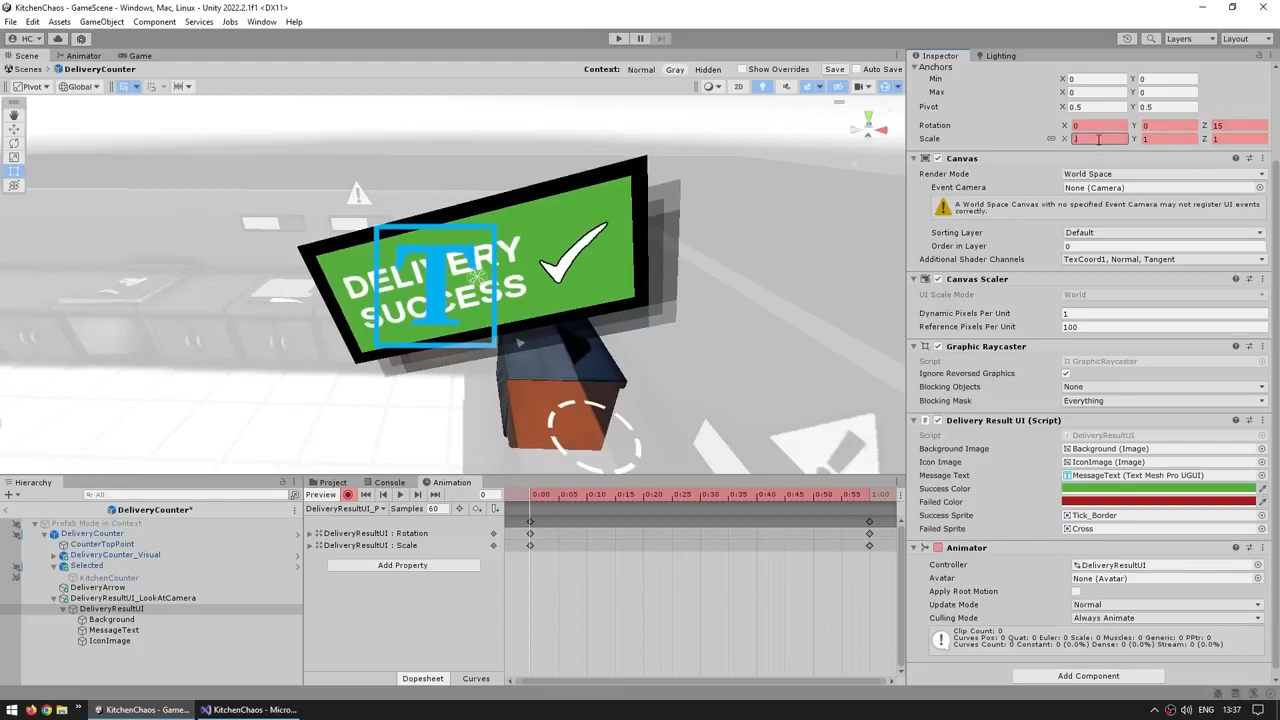 KitchenChaos - GameScene - Windows, Mac, Linux - Unity 2022.2.1f1 <DX11>
File Edit Assets GameObject Component Services Jobs Window Help
HC Layers Layout
Scene Animator Game Inspector Lighting
Scenes DeliveryCounter Context: Normal Gray Hidden Show Overrides Save Auto Save
Pivot Global 2D
Anchors
Min X 0 Y 0
Max X 0 Y 0
Pivot X 0.5 Y 0.5
Rotation X 0 Y 0 Z 15
Scale X Y 1 Z 1
Canvas
Render Mode World Space
Event Camera None (Camera)
A World Space Canvas with no specified Event Camera may not register UI events
correctly.
Sorting Layer Default
Order in Layer 0
Additional Shader Channels TexCoord1, Normal, Tangent
Canvas Scaler
UI Scale Mode World
Dynamic Pixels Per Unit 1
Reference Pixels Per Unit 100
Graphic Raycaster
Script GraphicRaycaster
Ignore Reversed Graphics
Blocking Objects None
Blocking Mask Everything
Delivery Result UI (Script)
Script DeliveryResultUI
Background Image Background (Image)
Icon Image IconImage (Image)
Message Text MessageText (Text Mesh Pro UGUI)
Success Color
Failed Color
Success Sprite Tick_Border
Failed Sprite Cross
Animator
Controller DeliveryResultUI
Avatar None (Avatar)
Apply Root Motion
Update Mode Normal
Culling Mode Always Animate
Clip Count: 0
Curves Pos: 0 Quat: 0 Euler: 0 Scale: 0 Muscles: 0 Generic: 0 PPtr: 0
Curves Count: 0 Constant: 0 (0.0%) Dense: 0 (0.0%) Stream: 0 (0.0%)
Add Component
DELIVERY
SUCCESS
T
Hierarchy
All
DeliveryCounter*
Prefab Mode in Context
DeliveryCounter
CounterTopPoint
DeliveryCounter_Visual
Selected
KitchenCounter
DeliveryArrow
DeliveryResultUI_LookAtCamera
DeliveryResultUI
Background
MessageText
IconImage
Project Console Animation
Preview 0 0:00 0:05 0:10 0:15 0:20 0:25 0:30 0:35 0:40 0:45 0:50 0:55 1:00
DeliveryResultUI_P Samples 60
DeliveryResultUI : Rotation
DeliveryResultUI : Scale
Add Property
Dopesheet Curves
KitchenChaos - Game... KitchenChaos - Micro... ENG 13:37